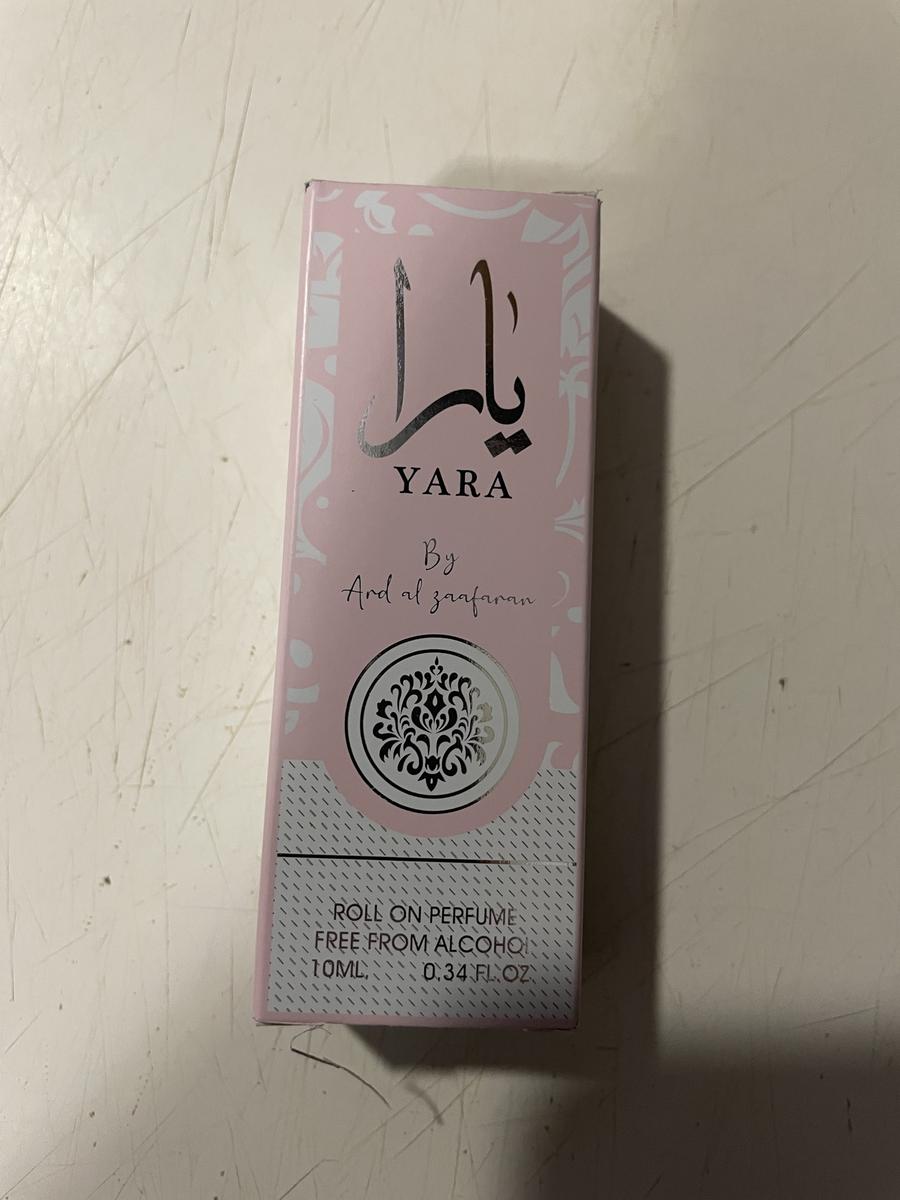 يارا
YARA
By
Ard al zaafaran
ROLL ON PERFUME
FREE FROM ALCOHOL
10ML. 0.34 FL.OZ